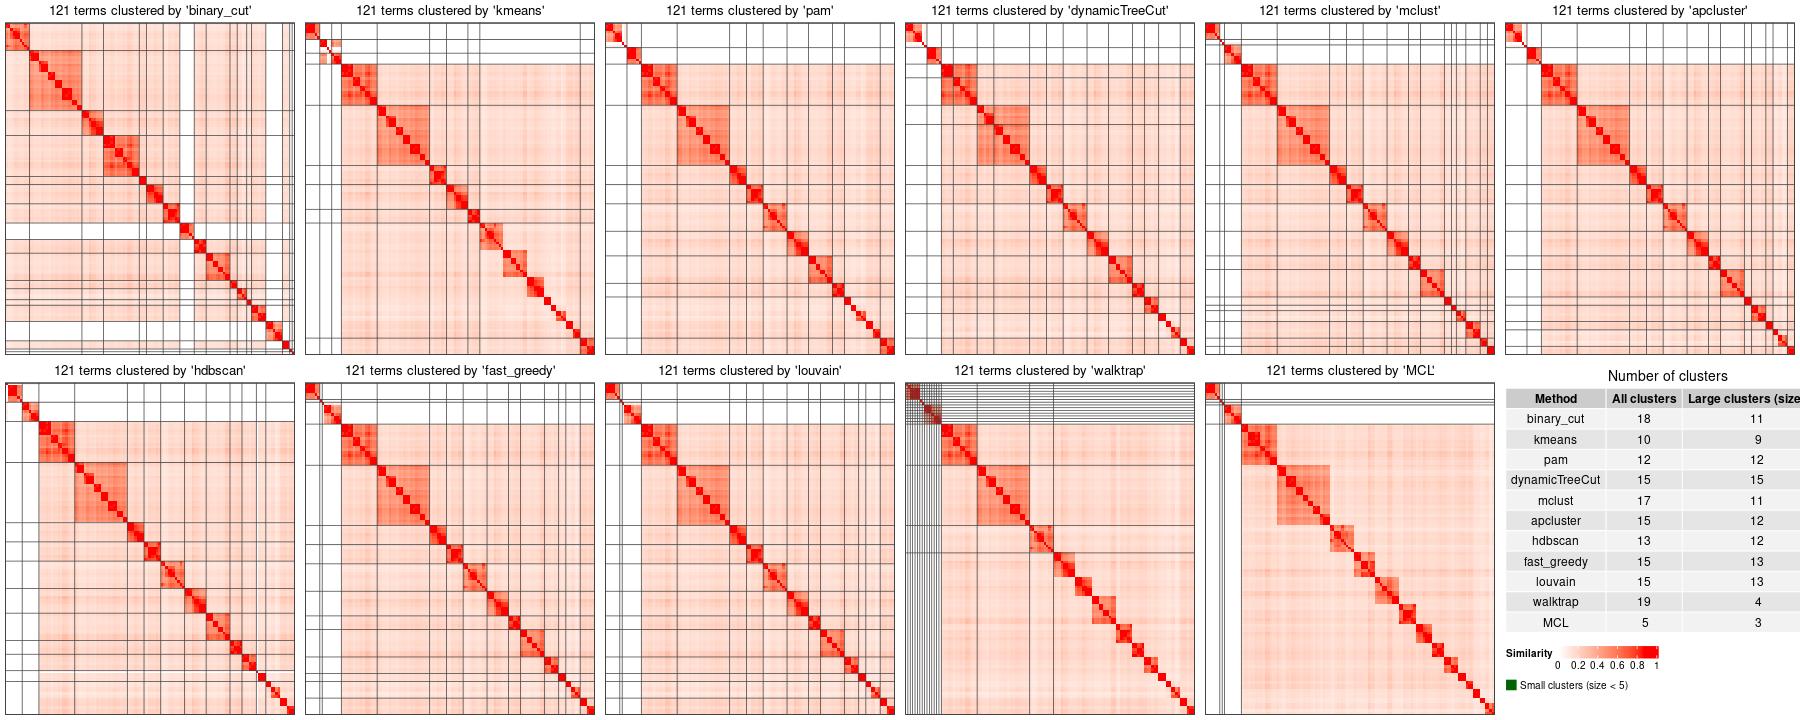 121 terms clustered by 'binary_cut'
121 terms clustered by 'kmeans'
121 terms clustered by 'pam'
121 terms clustered by 'dynamicTreeCut'
121 terms clustered by 'mclust'
121 terms clustered by 'apcluster'
121 terms clustered by 'hdbscan'
121 terms clustered by 'fast_greedy'
121 terms clustered by 'louvain'
121 terms clustered by 'walktrap'
121 terms clustered by 'MCL'
Number of clusters
Method All clusters Large clusters (size
binary_cut 18 11
kmeans 10 9
pam 12 12
dynamicTreeCut 15 15
mclust 17 11
apcluster 15 12
hdbscan 13 12
fast_greedy 15 13
louvain 15 13
walktrap 19 4
MCL 5 3
Similarity
0 0.2 0.4 0.6 0.8 1
Small clusters (size < 5)